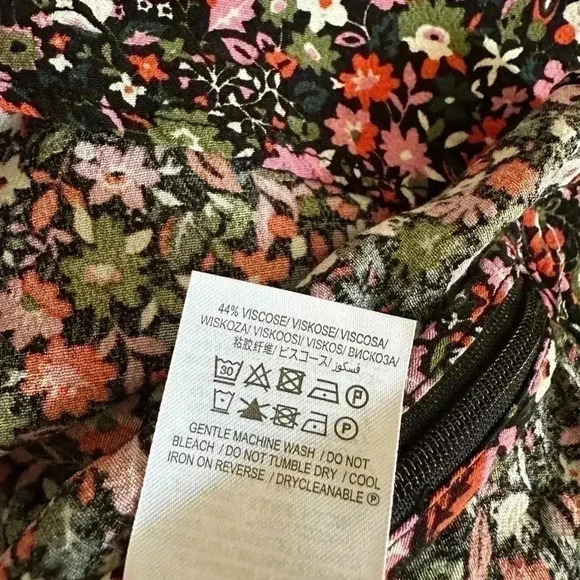 44% VISCOSE/ VISKOSE/ VISCOSA/
WISKOZA/ VISKOOSI/ VISKOS/ ВИСКОЗА/
粘胶纤维/ ビスコース/ فسكوز/
30 P
P
GENTLE MACHINE WASH / DO NOT
BLEACH / DO NOT TUMBLE DRY / COOL
IRON ON REVERSE / DRYCLEANABLE P